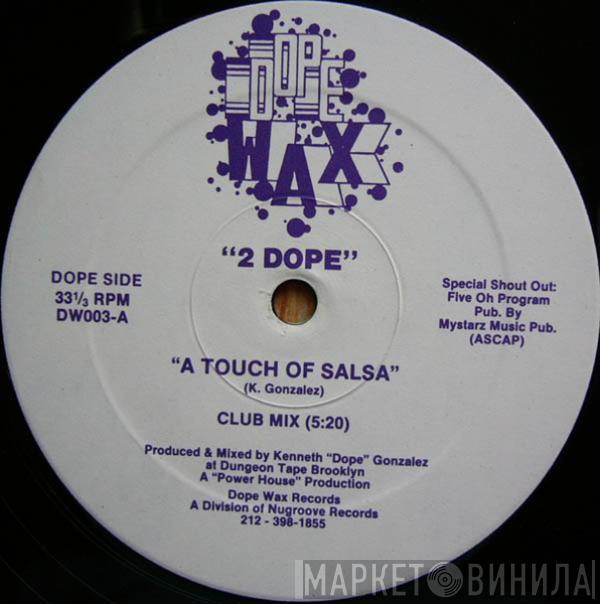 DOPE
WAX
"2 DOPE"
DOPE SIDE
33⅓ RPM
DW003-A
Special Shout Out:
Five Oh Program
Pub. By
Mystarz Music Pub.
(ASCAP)
"A TOUCH OF SALSA"
(K. Gonzalez)
CLUB MIX (5:20)
Produced & Mixed by Kenneth "Dope" Gonzalez
at Dungeon Tape Brooklyn
A "Power House" Production
Dope Wax Records
A Division of Nugroove Records
212 - 398-1855
МАРКЕТ ВИНИЛА